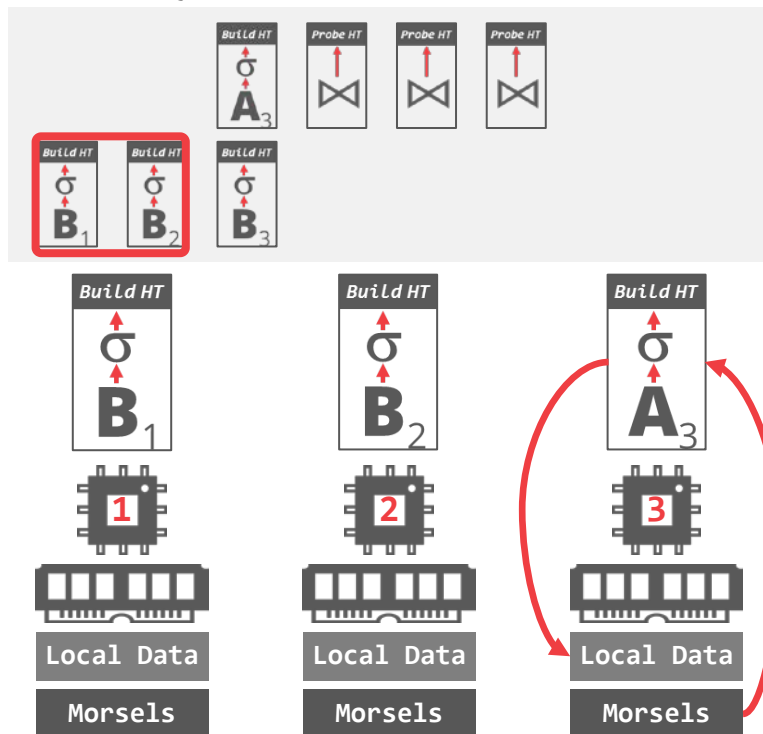 Build HT
σ
A3
Probe HT
⋈
Probe HT
⋈
Probe HT
⋈
Build HT
σ
B1
Build HT
σ
B2
Build HT
σ
B3
Build HT
σ
B1
Build HT
σ
B2
Build HT
σ
A3
1
2
3
Local Data
Local Data
Local Data
Morsels
Morsels
Morsels